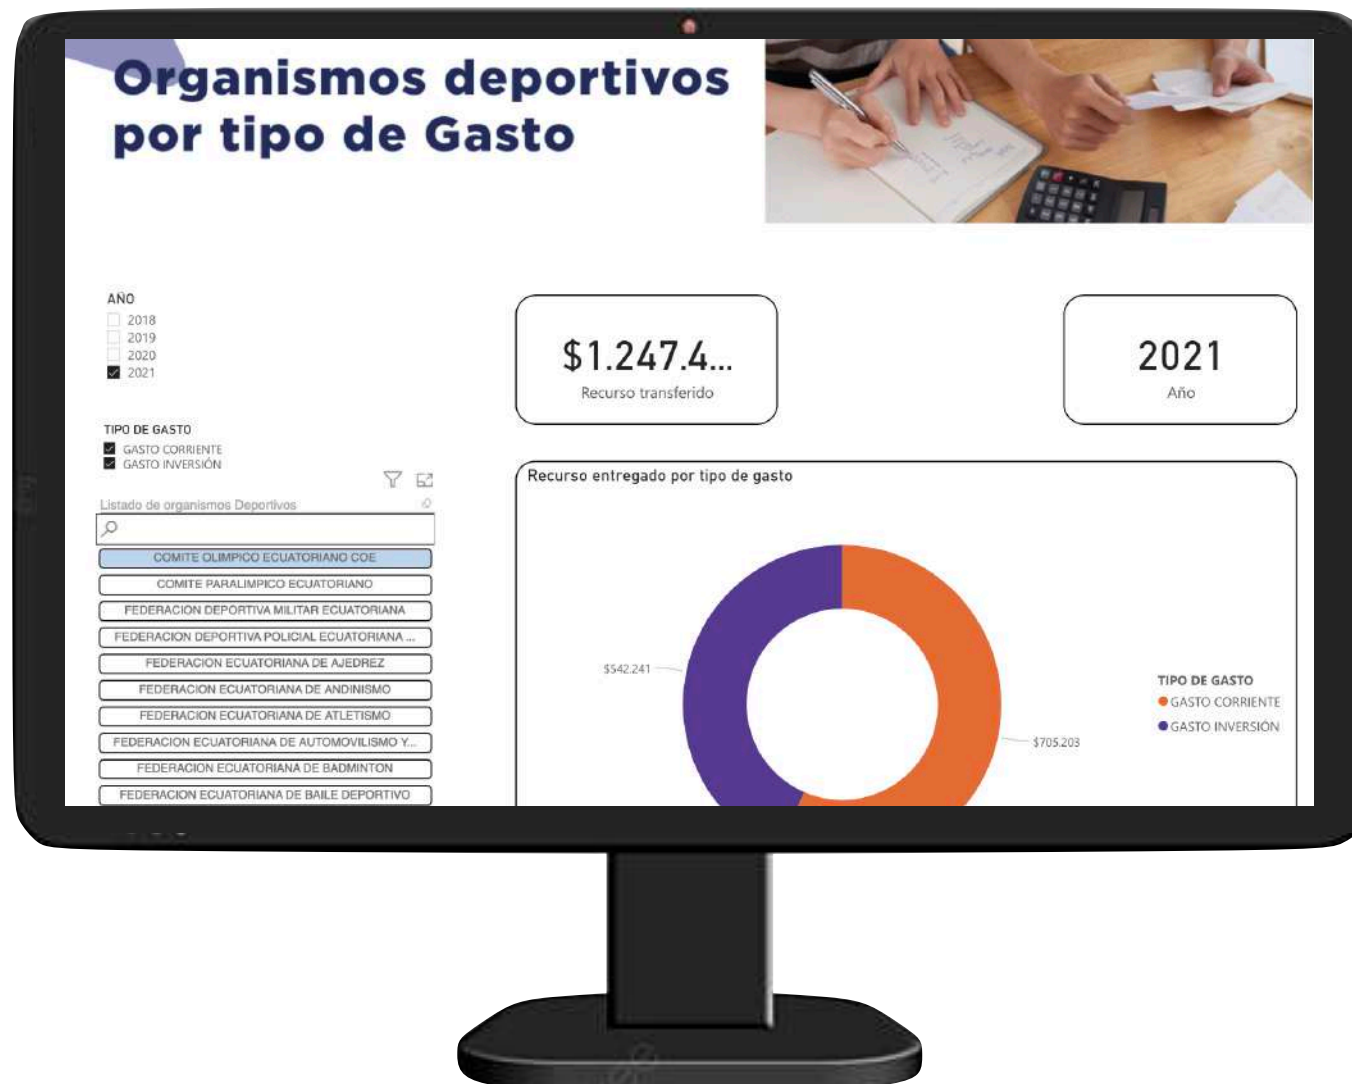 Organismos deportivos
por tipo de Gasto
AÑO
2018
2019
2020
2021
$1.247.4...
Recurso transferido
2021
Año
TIPO DE GASTO
GASTO CORRIENTE
GASTO INVERSIÓN
Listado de organismos Deportivos
COMITE OLIMPICO ECUATORIANO COE
COMITE PARALIMPICO ECUATORIANO
FEDERACION DEPORTIVA MILITAR ECUATORIANA
FEDERACION DEPORTIVA POLICIAL ECUATORIANA ...
FEDERACION ECUATORIANA DE AJEDREZ
FEDERACION ECUATORIANA DE ANDINISMO
FEDERACION ECUATORIANA DE ATLETISMO
FEDERACION ECUATORIANA DE AUTOMOVILISMO Y...
FEDERACION ECUATORIANA DE BADMINTON
FEDERACION ECUATORIANA DE BAILE DEPORTIVO
Recurso entregado por tipo de gasto
$542.241
$705.203
TIPO DE GASTO
GASTO CORRIENTE
GASTO INVERSIÓN